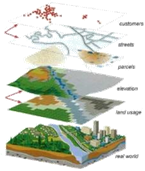 customers
streets
parcels
elevation
land usage
real world